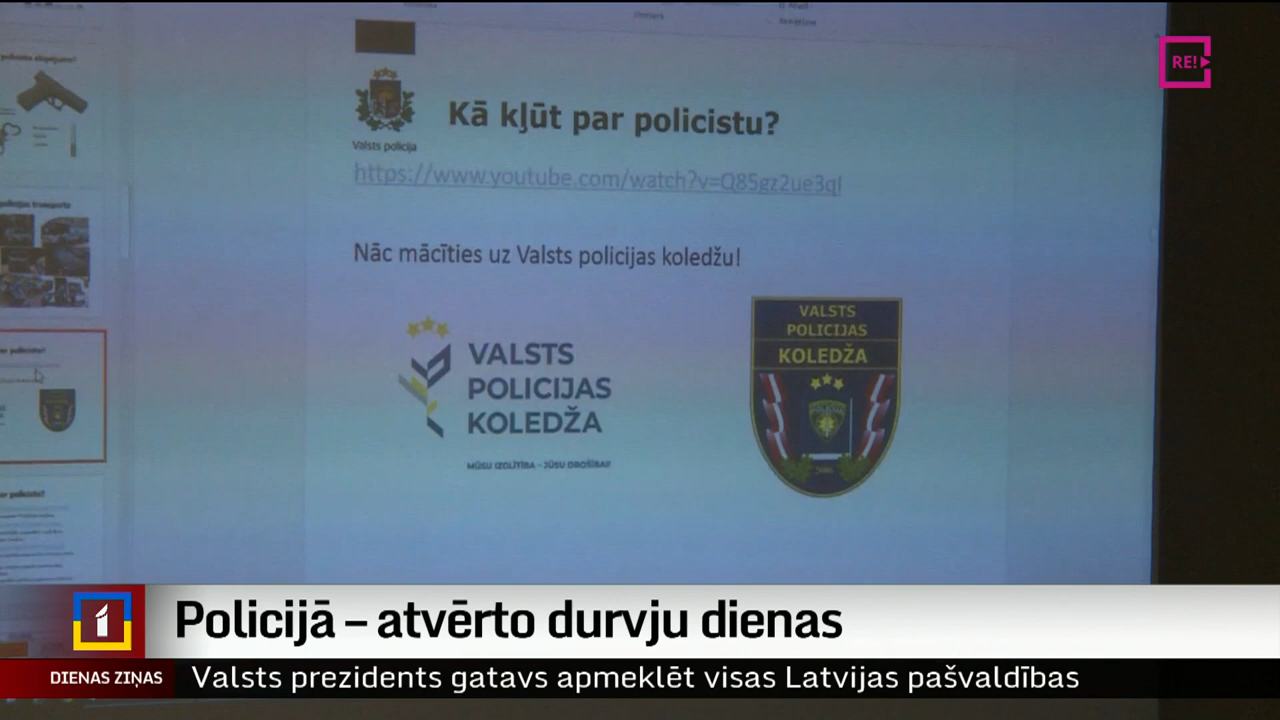 RE!
Kā kļūt par policistu?
Valsts policija
https://www.youtube.com/watch?v=Q85gz2ue3qI
Nāc mācīties uz Valsts policijas koledžu!
VALSTS
POLICIJAS
KOLEDŽA
MŪSU IZGLĪTĪBA - JŪSU DROŠĪBA!
VALSTS
POLICIJAS
KOLEDŽA
1
Policijā – atvērto durvju dienas
DIENAS ZIŅAS
Valsts prezidents gatavs apmeklēt visas Latvijas pašvaldības